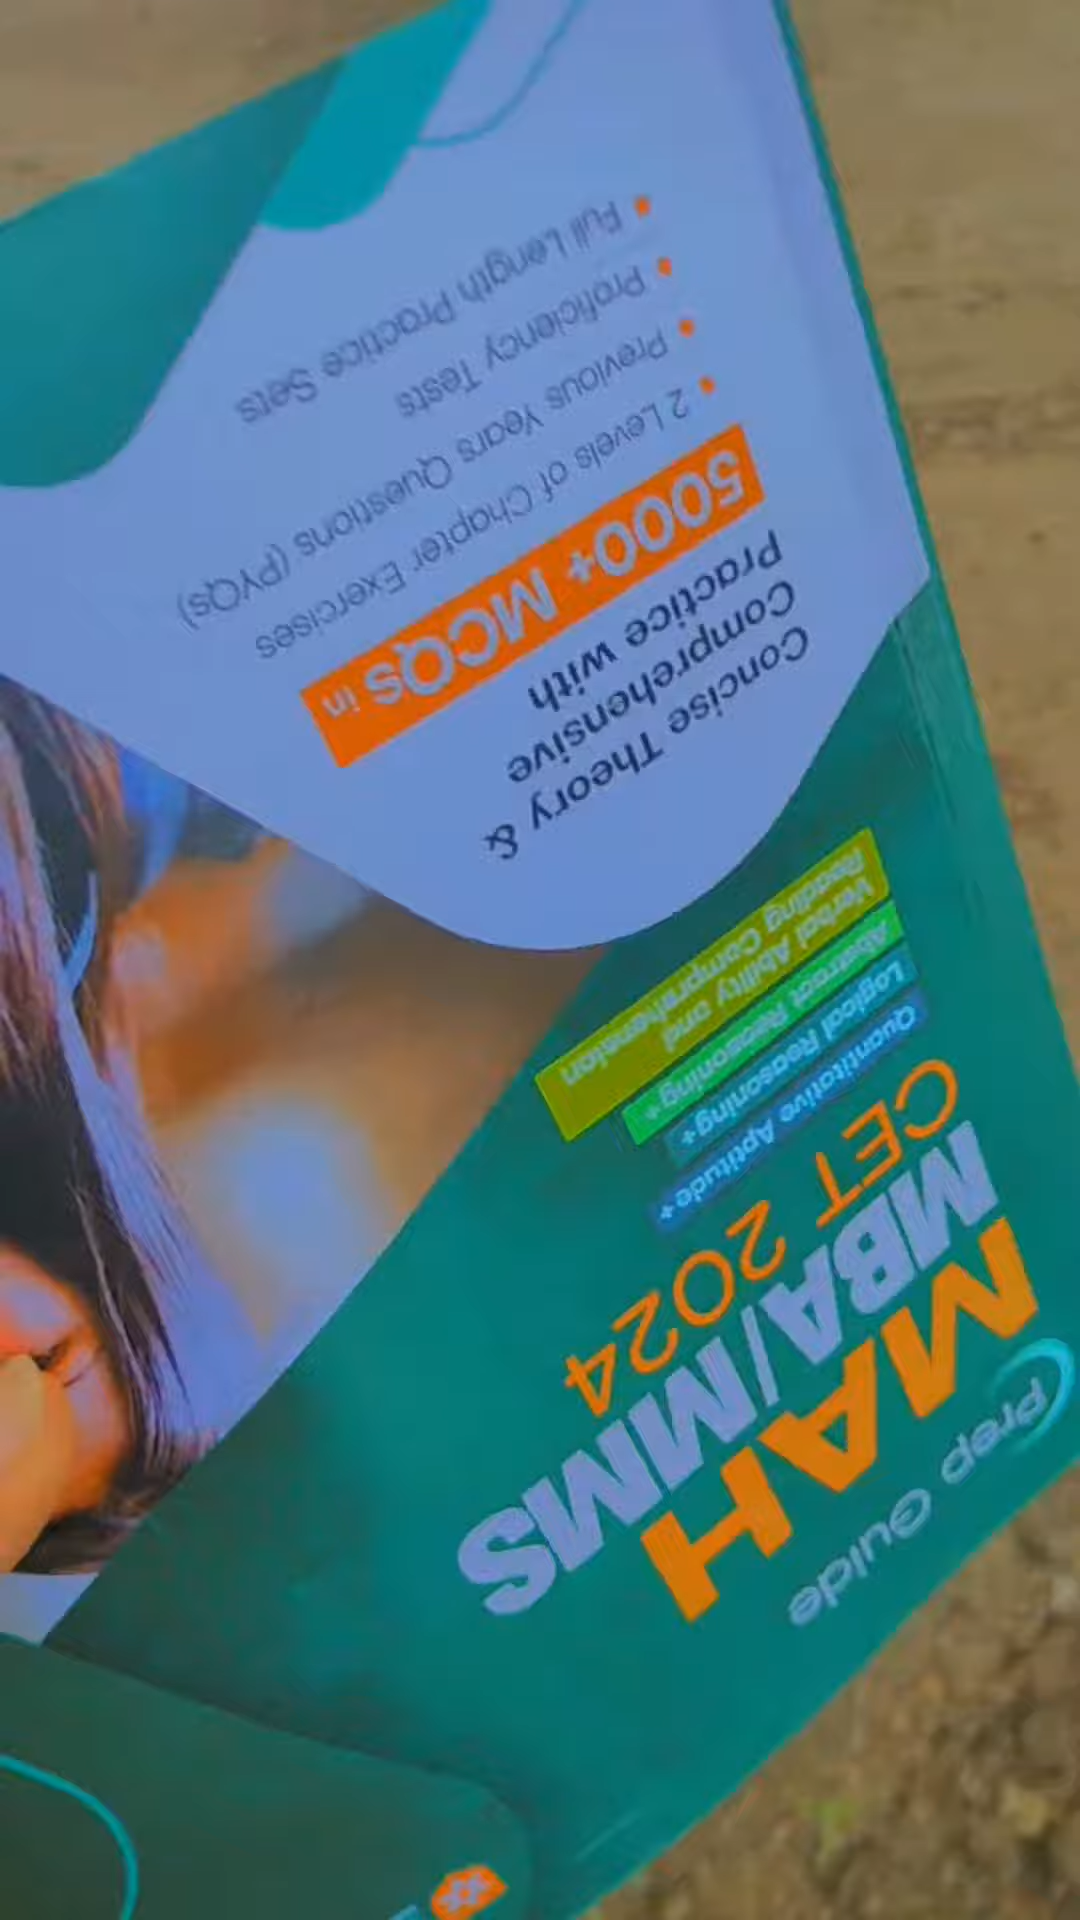 Prep Guide
MAH
MBA/MMS
CET 2024
Quantitative Aptitude+
Logical Reasoning+
Abstract Reasoning+
Verbal Ability and
Reading Comprehension
Concise Theory &
Comprehensive
Practice with
5000+ MCQs in
• 2 Levels of Chapter Exercises
• Previous Years Questions (PYQs)
• Proficiency Tests
• Full Length Practice Sets